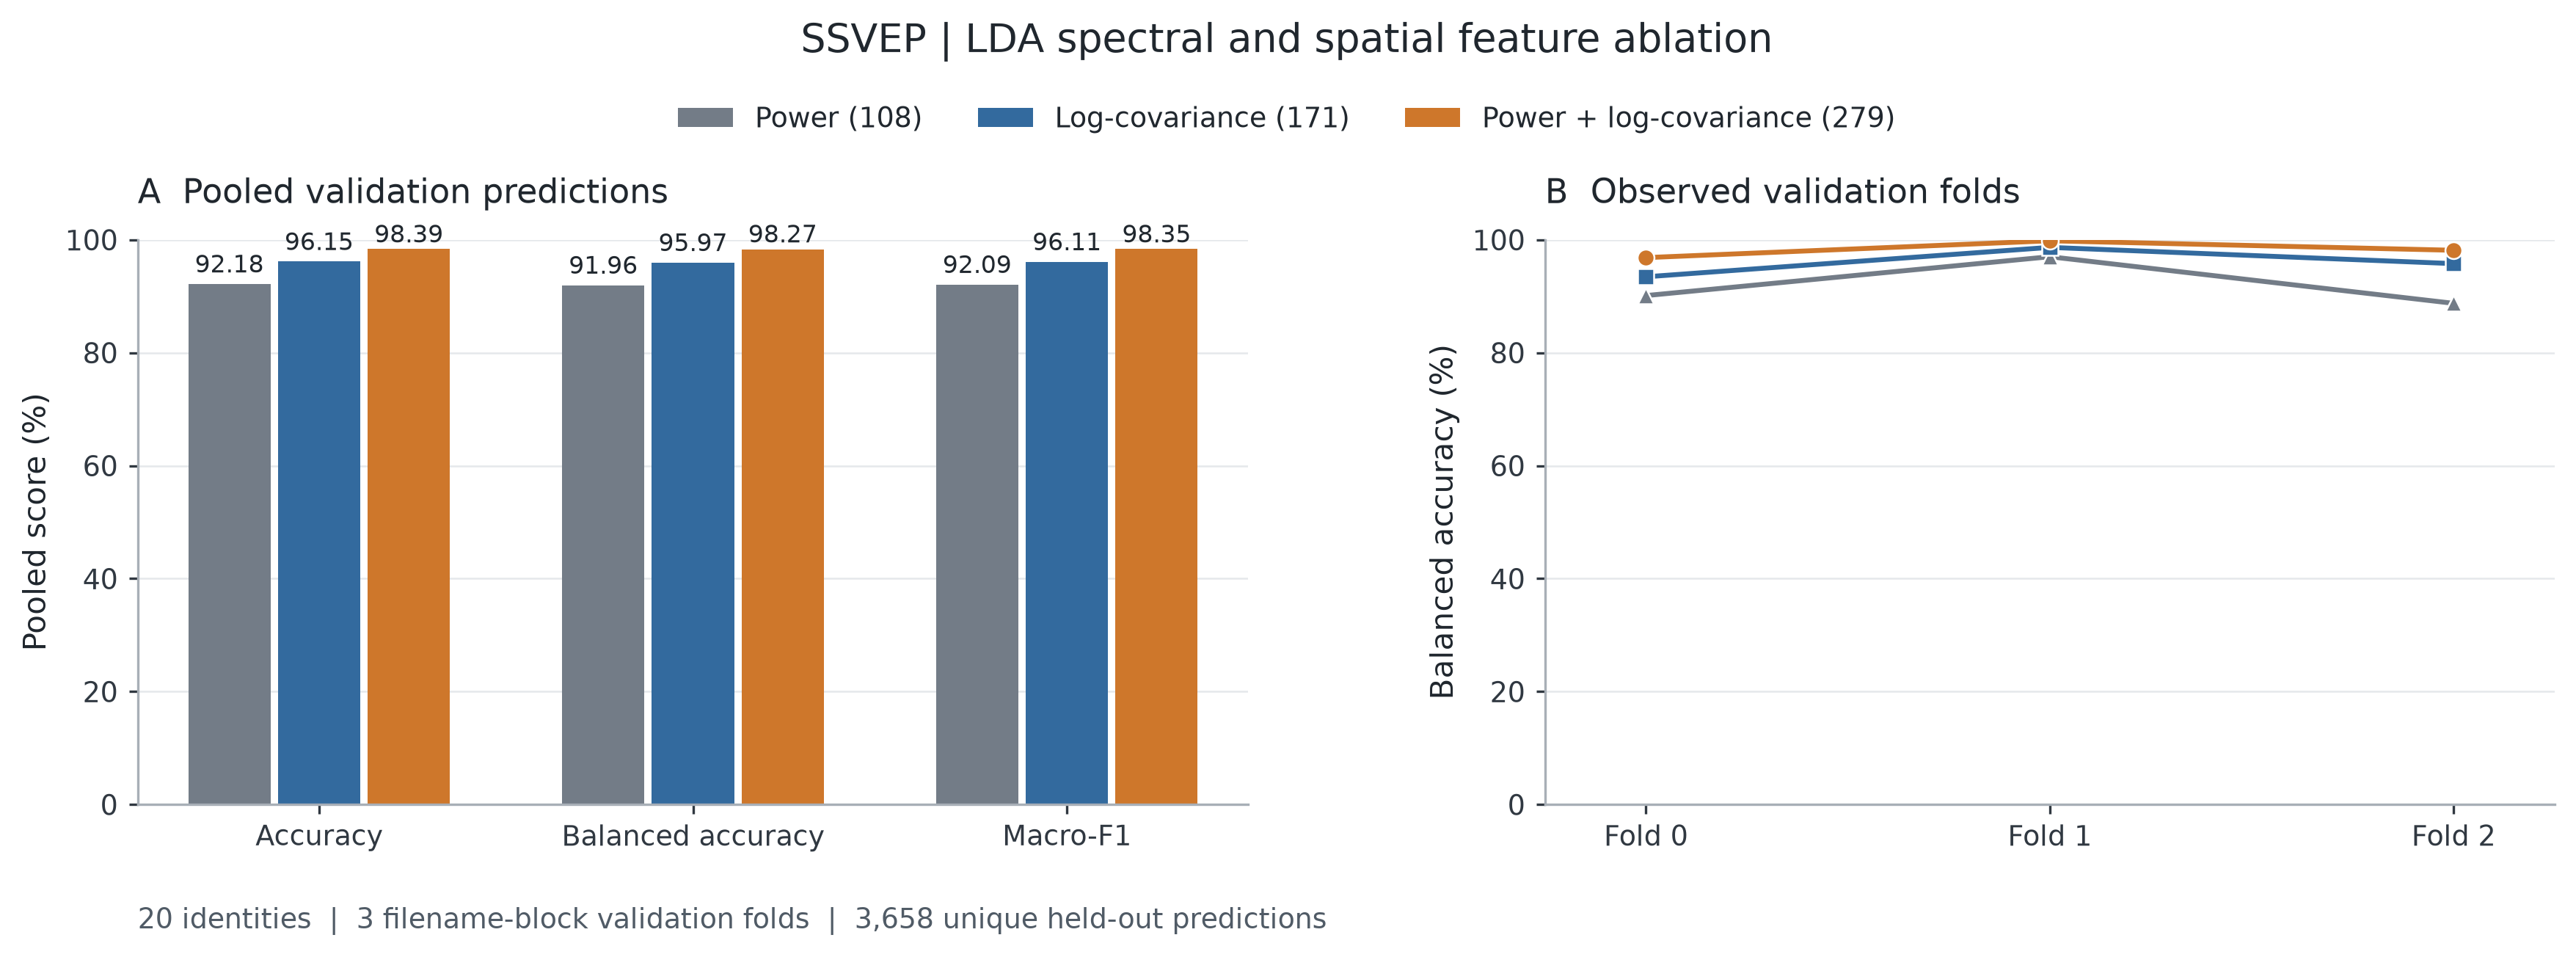 SSVEP | LDA spectral and spatial feature ablation
Power (108) Log-covariance (171) Power + log-covariance (279)
A Pooled validation predictions
Pooled score (%)
100
80
60
40
20
0
92.18 96.15 98.39
91.96 95.97 98.27
92.09 96.11 98.35
Accuracy Balanced accuracy Macro-F1
B Observed validation folds
Balanced accuracy (%)
100
80
60
40
20
0
Fold 0 Fold 1 Fold 2
20 identities | 3 filename-block validation folds | 3,658 unique held-out predictions